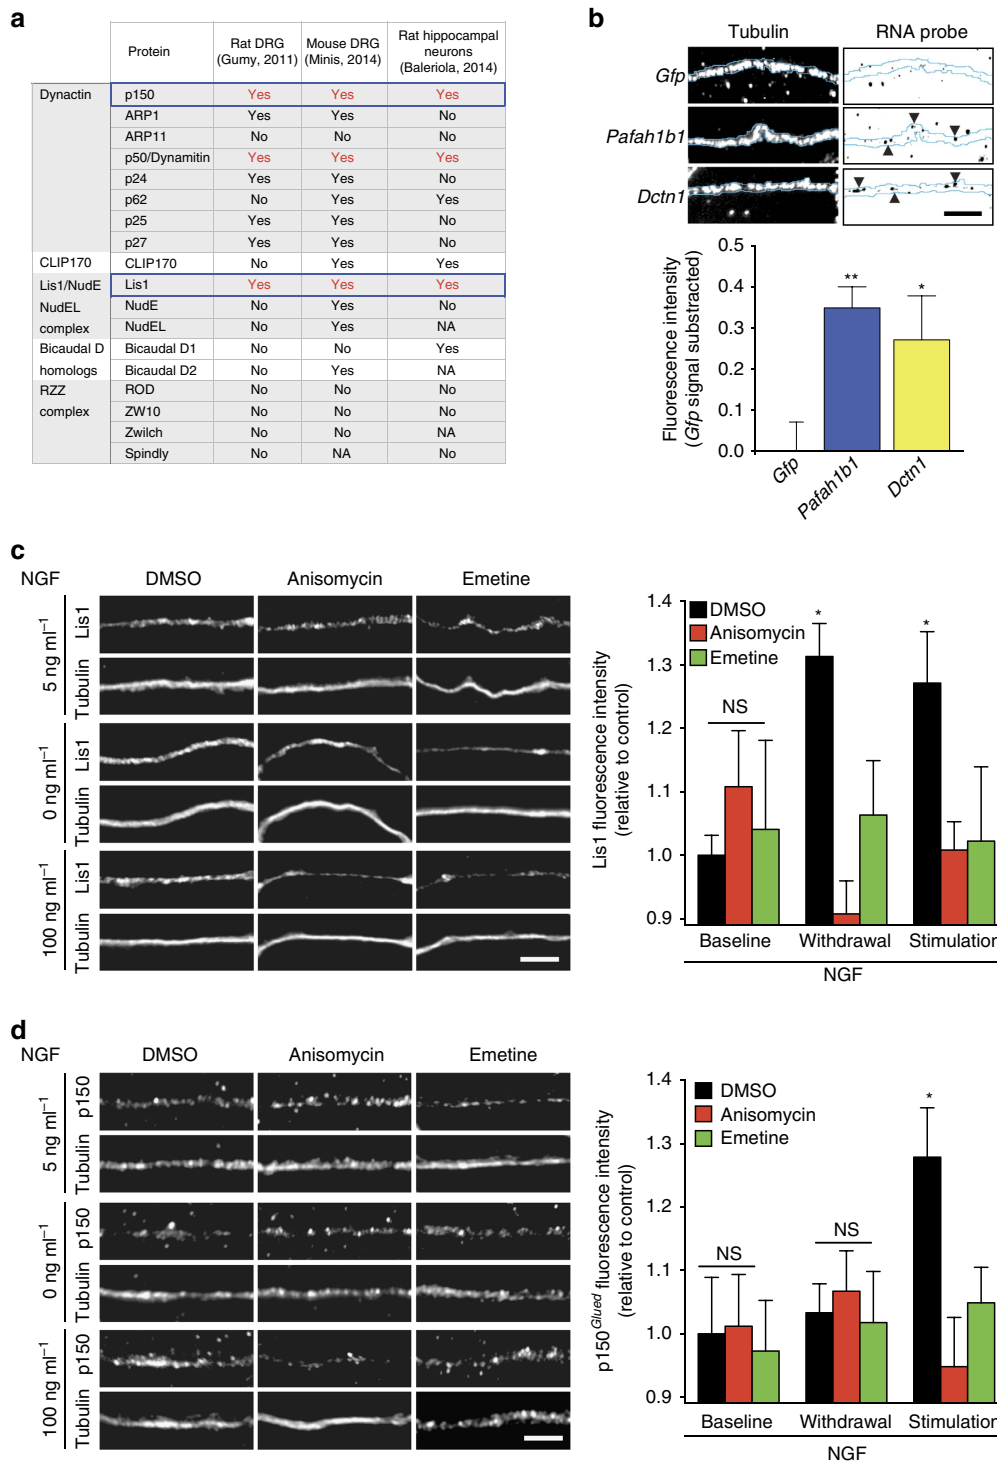 a
Protein | Rat DRG (Gumy, 2011) | Mouse DRG (Minis, 2014) | Rat hippocampal neurons (Baleriola, 2014)
Dynactin | p150 | Yes | Yes | Yes
ARP1 | Yes | Yes | No
ARP11 | No | No | No
p50/Dynamitin | Yes | Yes | Yes
p24 | Yes | Yes | No
p62 | No | Yes | Yes
p25 | Yes | Yes | No
p27 | Yes | Yes | No
CLIP170 | CLIP170 | No | Yes | Yes
Lis1/NudE | Lis1 | Yes | Yes | Yes
NudEL | NudE | No | Yes | No
complex | NudEL | No | Yes | NA
Bicaudal D | Bicaudal D1 | No | No | Yes
homologs | Bicaudal D2 | No | Yes | NA
RZZ | ROD | No | No | No
complex | ZW10 | No | No | No
Zwilch | No | No | NA
Spindly | No | NA | No
b
Tubulin RNA probe
Gfp
Pafah1b1
Dctn1
Fluorescence intensity
(Gfp signal substracted)
0.5
0.4
0.3
0.2
0.1
0.0
** *
Gfp Pafah1b1 Dctn1
c
NGF DMSO Anisomycin Emetine
5 ng ml−1 Lis1
Tubulin
0 ng ml−1 Lis1
Tubulin
100 ng ml−1 Lis1
Tubulin
Lis1 fluorescence intensity
(relative to control)
1.4
1.3
1.2
1.1
1.0
0.9
DMSO
Anisomycin
Emetine
NS * *
Baseline Withdrawal Stimulation
NGF
d
NGF DMSO Anisomycin Emetine
5 ng ml−1 p150
Tubulin
0 ng ml−1 p150
Tubulin
100 ng ml−1 p150
Tubulin
p150Glued fluorescence intensity
(relative to control)
1.4
1.3
1.2
1.1
1.0
0.9
DMSO
Anisomycin
Emetine
NS NS *
Baseline Withdrawal Stimulation
NGF